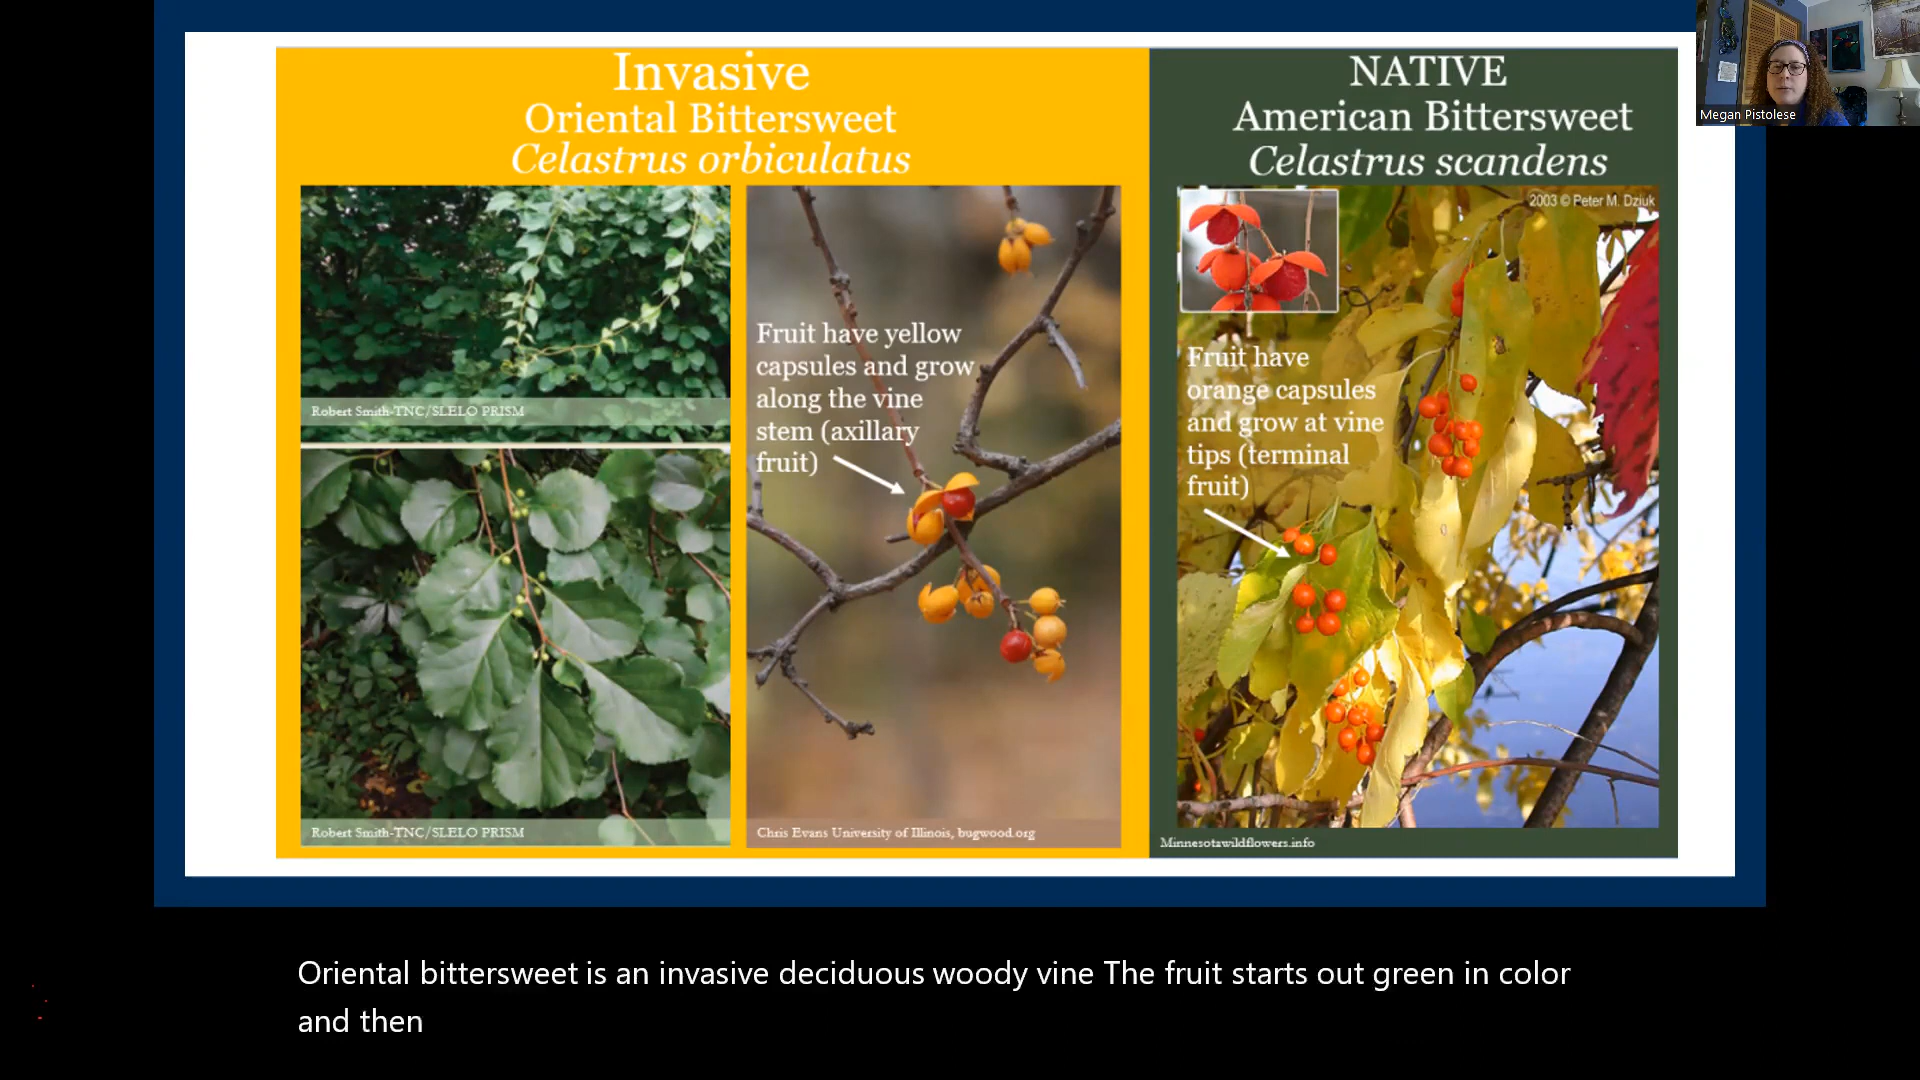 Invasive
Oriental Bittersweet
Celastrus orbiculatus
Robert Smith-TNC/SLELO PRISM
Robert Smith-TNC/SLELO PRISM
Fruit have yellow
capsules and grow
along the vine
stem (axillary
fruit)
Chris Evans University of Illinois, bugwood.org
NATIVE
American Bittersweet
Celastrus scandens
2003 © Peter M. Dziuk
Fruit have
orange capsules
and grow at vine
tips (terminal
fruit)
Minnesotawildflowers.info
Megan Pistolese
Oriental bittersweet is an invasive deciduous woody vine The fruit starts out green in color
and then